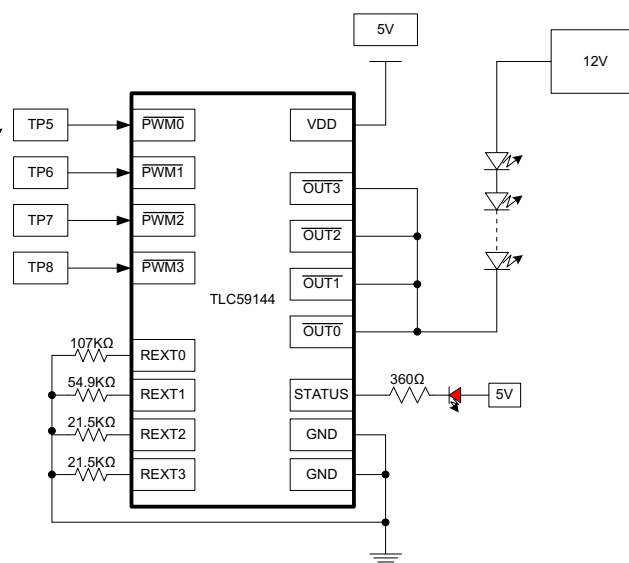 5V
12V
TP5
PWM0
VDD
TP6
PWM1
OUT3
TP7
PWM2
OUT2
TP8
PWM3
OUT1
TLC59144
OUT0
107KΩ
REXT0
54.9KΩ
REXT1
STATUS
360Ω
5V
21.5KΩ
REXT2
GND
21.5KΩ
REXT3
GND